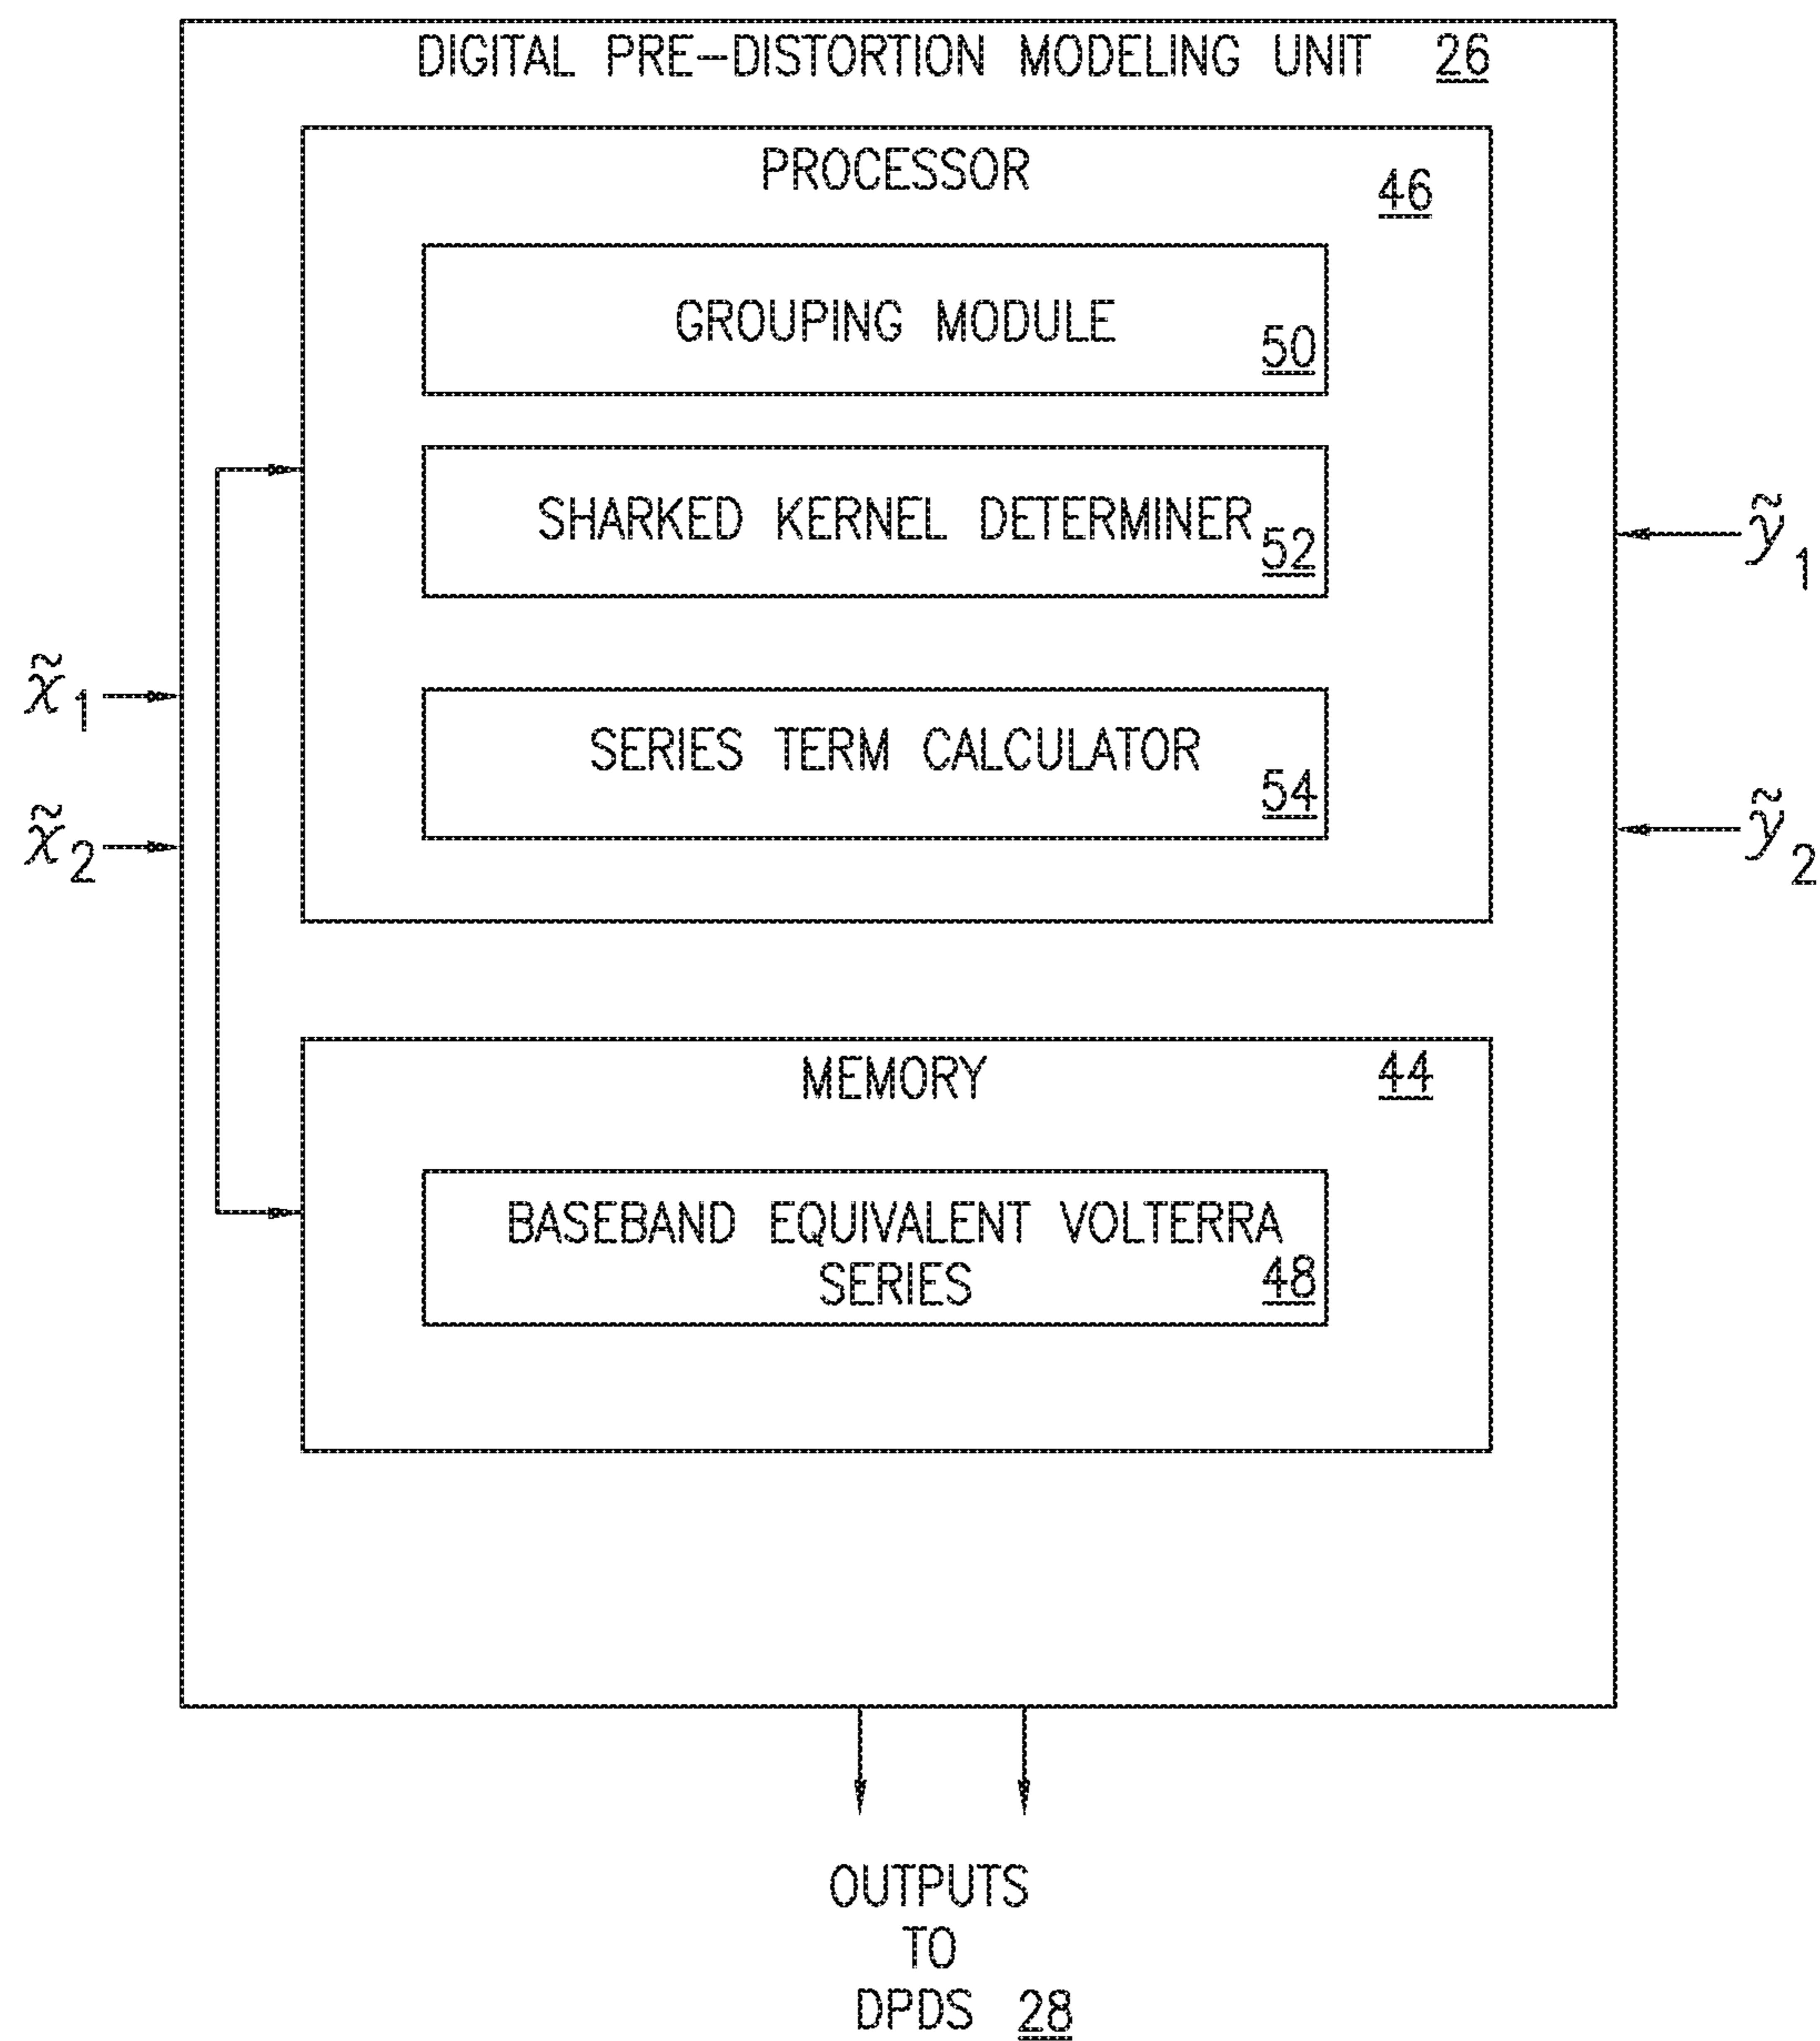 DIGITAL PRE-DISTORTION MODELING UNIT 26
PROCESSOR
46
GROUPING MODULE
50
SHARKED KERNEL DETERMINER
52
x̃1
ỹ1
SERIES TERM CALCULATOR
54
x̃2
ỹ2
MEMORY
44
BASEBAND EQUIVALENT VOLTERRA
SERIES
48
OUTPUTS
TO
DPDS 28